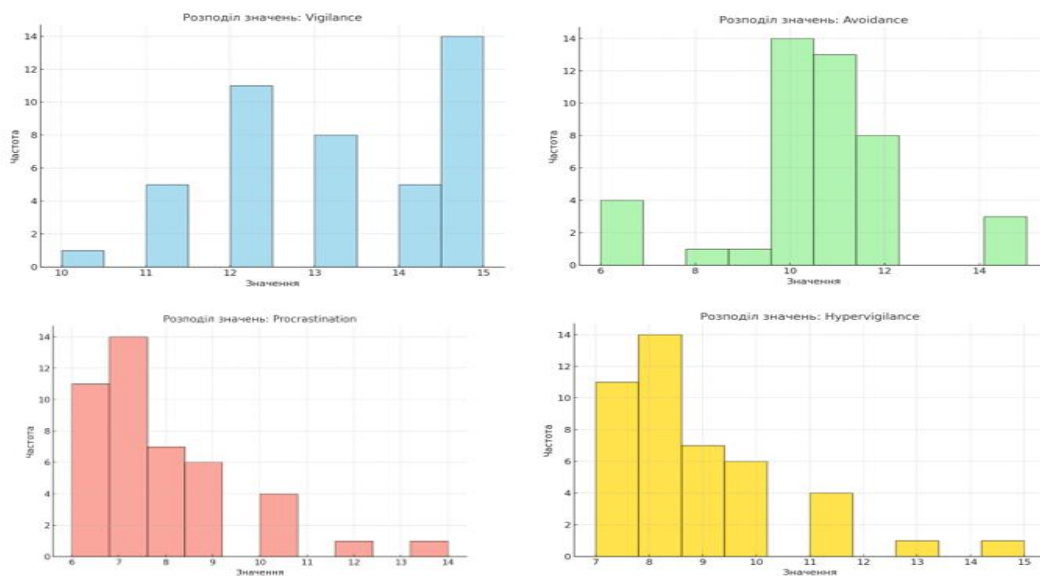 Розподіл значень: Vigilance
14
12
10
8
6
4
2
0
Частота
10 11 12 13 14 15
Значення
Розподіл значень: Avoidance
14
12
10
8
6
4
2
0
Частота
6 8 10 12 14
Значення
Розподіл значень: Procrastination
14
12
10
8
6
4
2
0
Частота
6 7 8 9 10 11 12 13 14
Значення
Розподіл значень: Hypervigilance
14
12
10
8
6
4
2
0
Частота
7 8 9 10 11 12 13 14 15
Значення